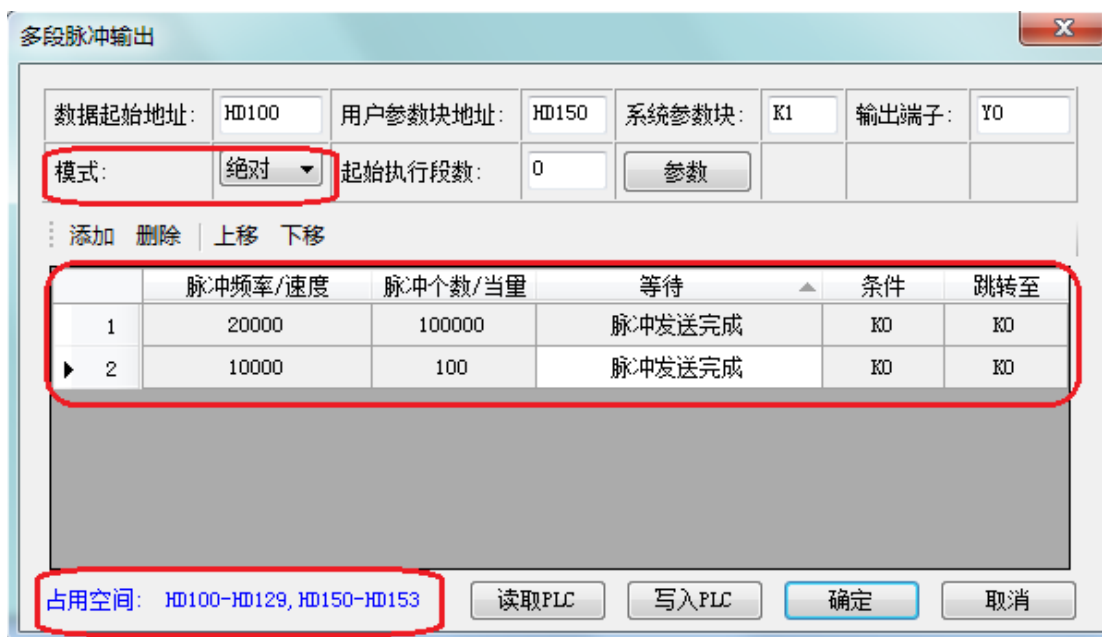 多段脉冲输出
数据起始地址: HD100 用户参数块地址: HD150 系统参数块: K1 输出端子: Y0
模式: 绝对 起始执行段数: 0 参数
添加 删除 上移 下移
脉冲频率/速度 脉冲个数/当量 等待 条件 跳转至
1 20000 100000 脉冲发送完成 K0 K0
2 10000 100 脉冲发送完成 K0 K0
占用空间: HD100-HD129,HD150-HD153 读取PLC 写入PLC 确定 取消